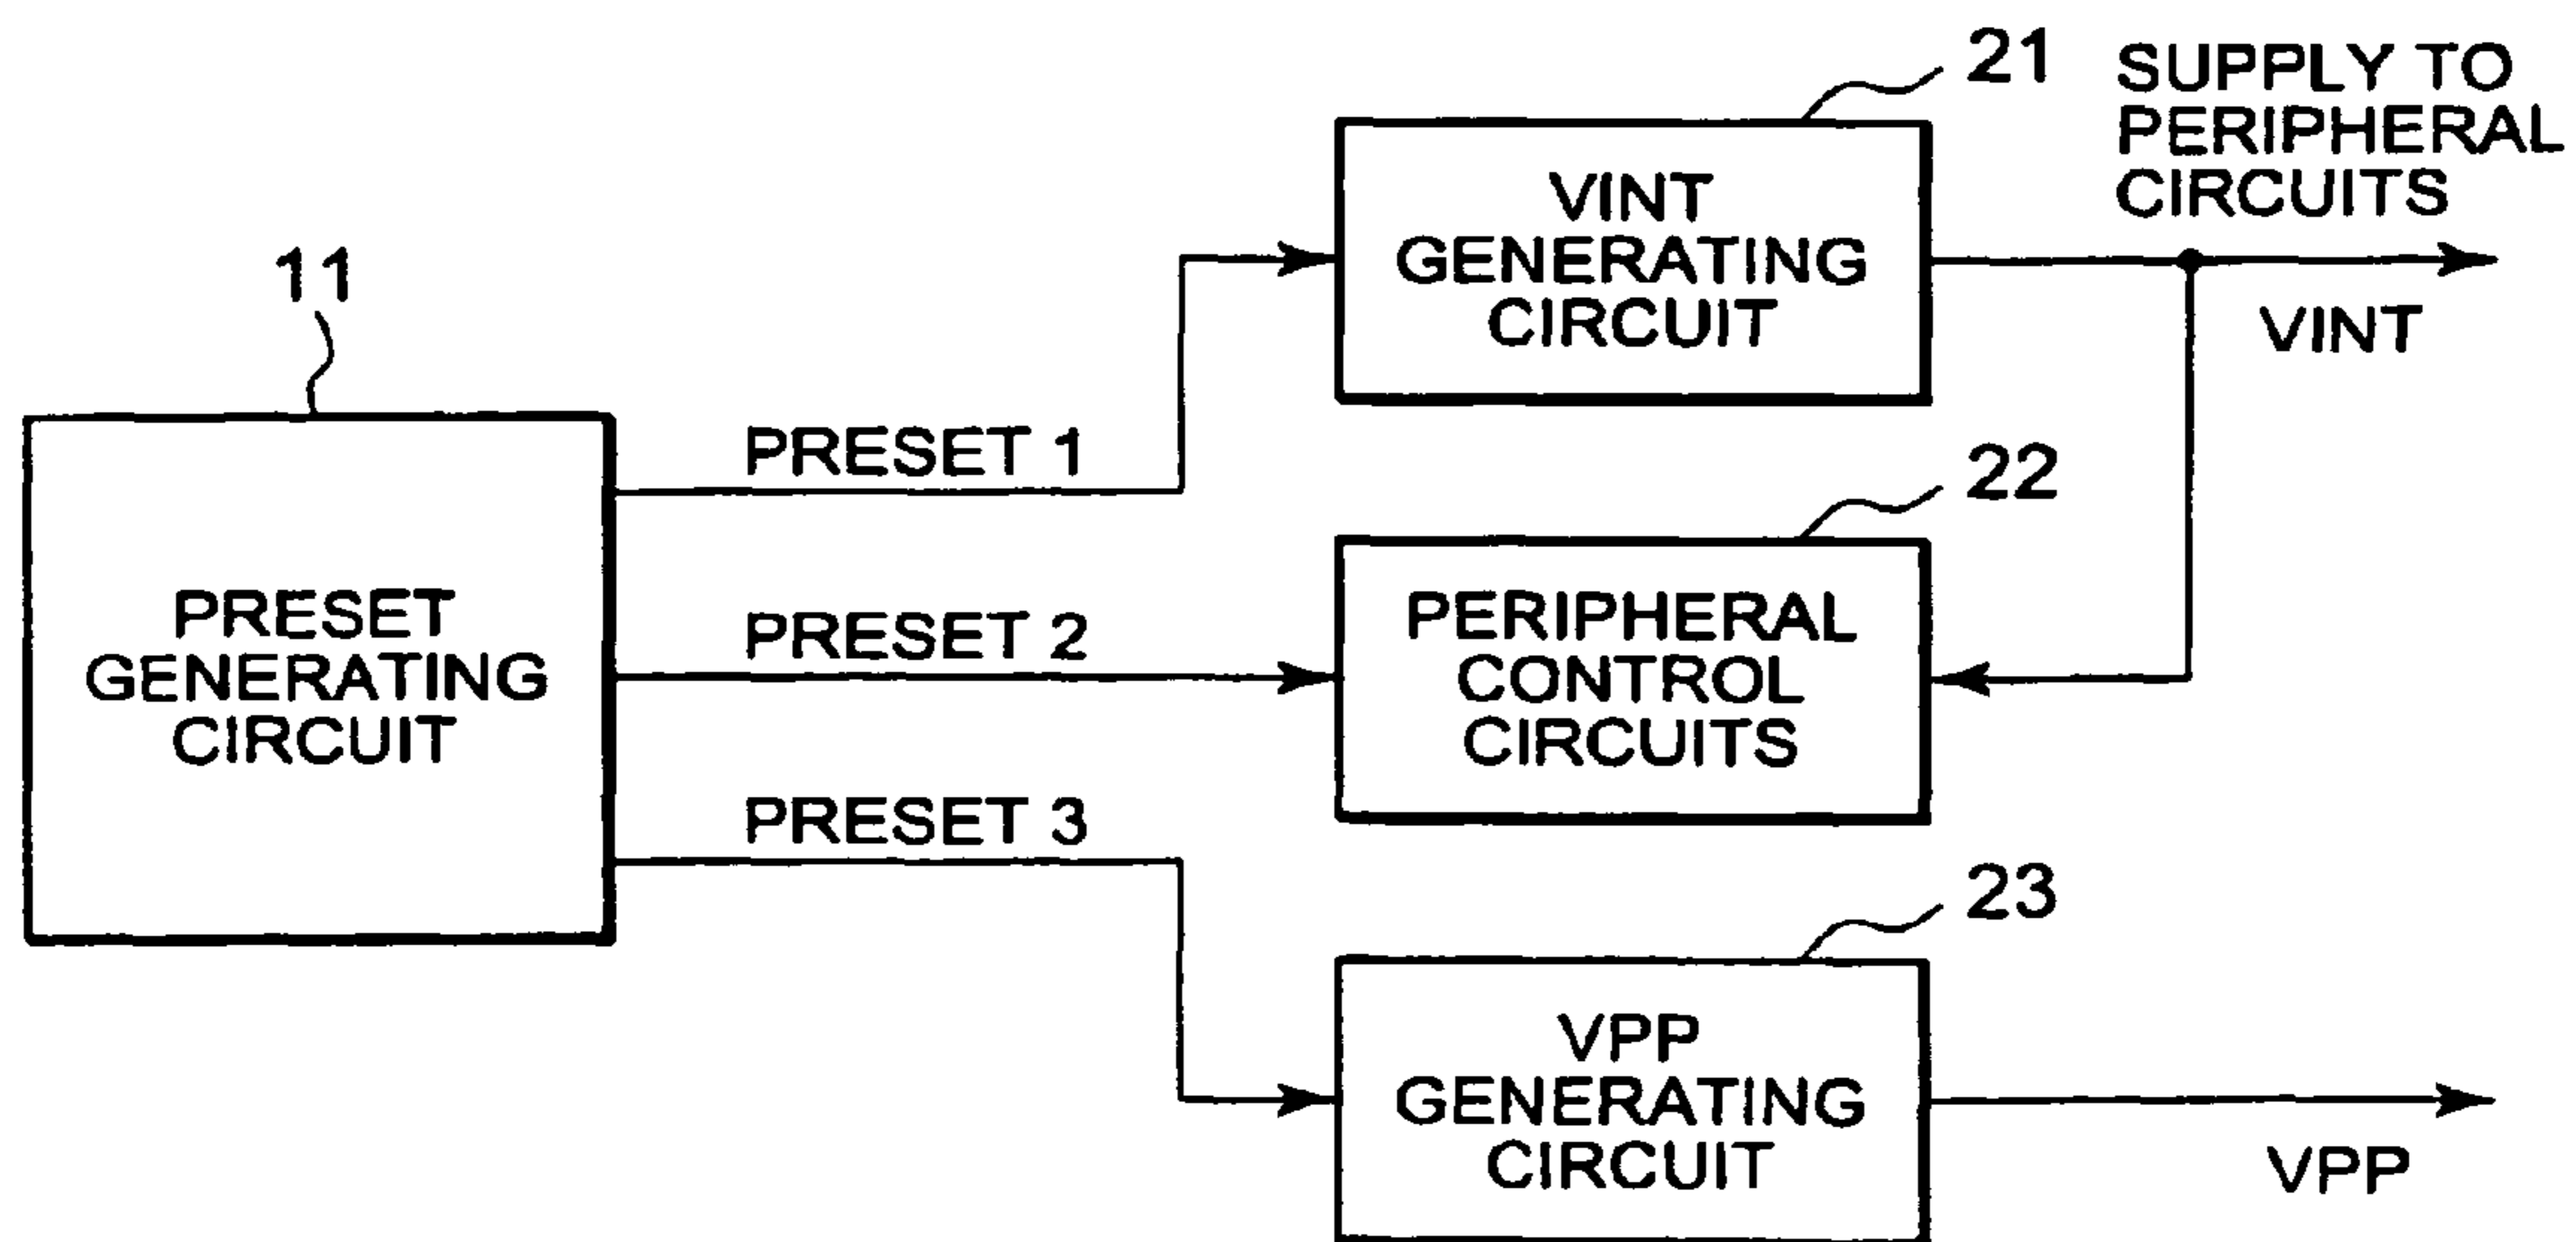 11
PRESET
GENERATING
CIRCUIT
PRESET 1
PRESET 2
PRESET 3
21
VINT
GENERATING
CIRCUIT
SUPPLY TO
PERIPHERAL
CIRCUITS
VINT
22
PERIPHERAL
CONTROL
CIRCUITS
23
VPP
GENERATING
CIRCUIT
VPP